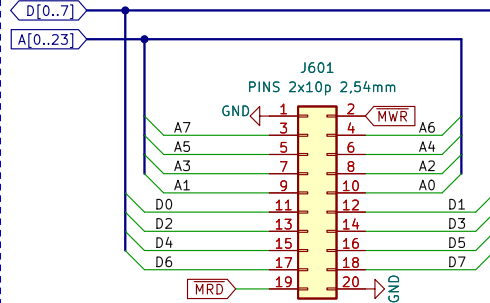 D[0..7]
A[0..23]
J601
PINS 2x10p 2,54mm
GND 1 2 MWR
A7 3 4 A6
A5 5 6 A4
A3 7 8 A2
A1 9 10 A0
D0 11 12 D1
D2 13 14 D3
D4 15 16 D5
D6 17 18 D7
MRD 19 20 GND